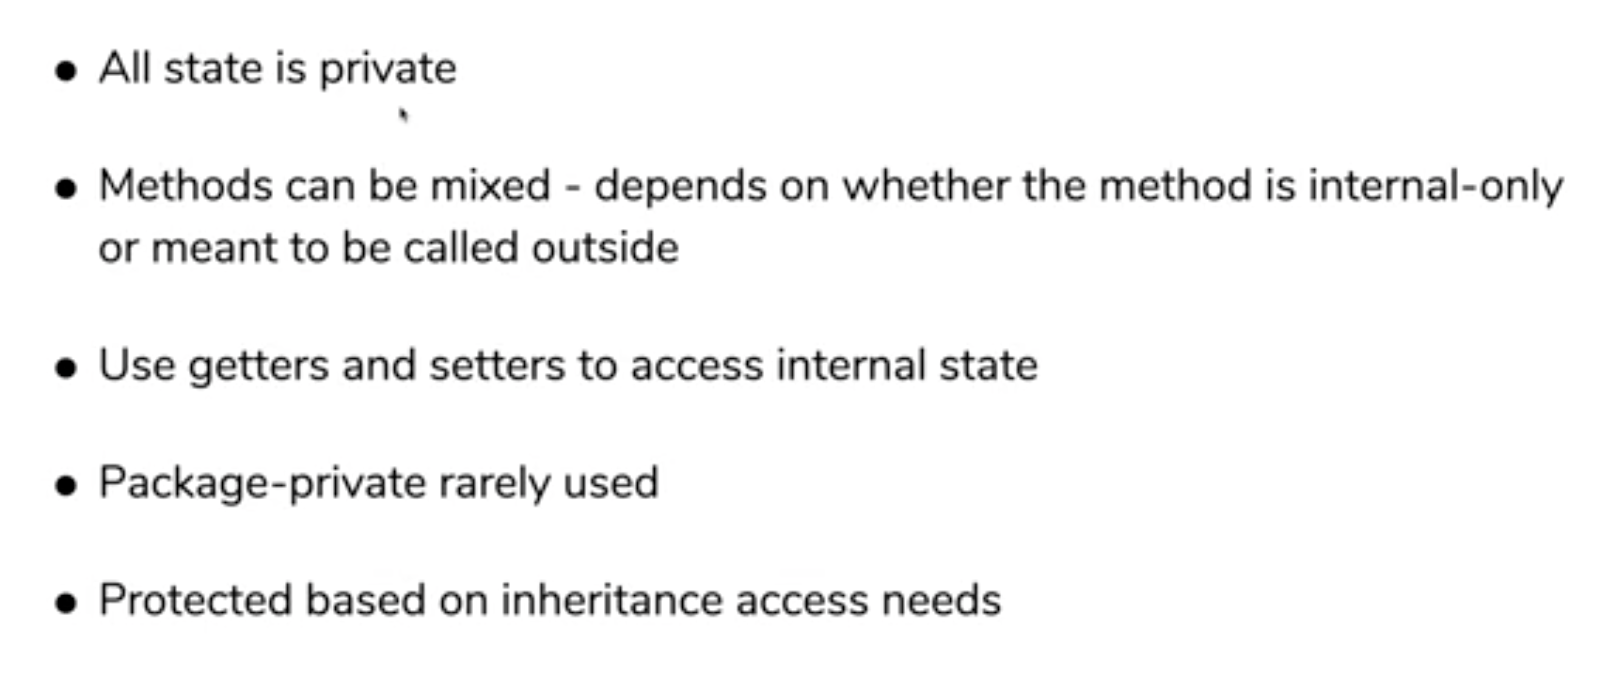 ● All state is private
● Methods can be mixed - depends on whether the method is internal-only
or meant to be called outside
● Use getters and setters to access internal state
● Package-private rarely used
● Protected based on inheritance access needs